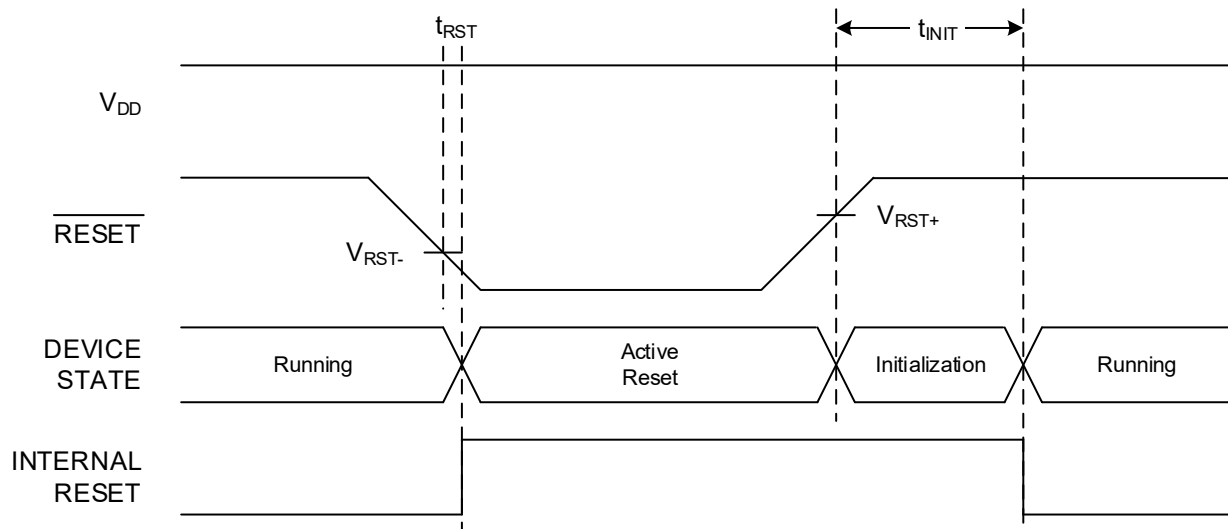 tRST
tINIT
VDD
RESET
VRST-
VRST+
DEVICE
STATE
Running
Active
Reset
Initialization
Running
INTERNAL
RESET